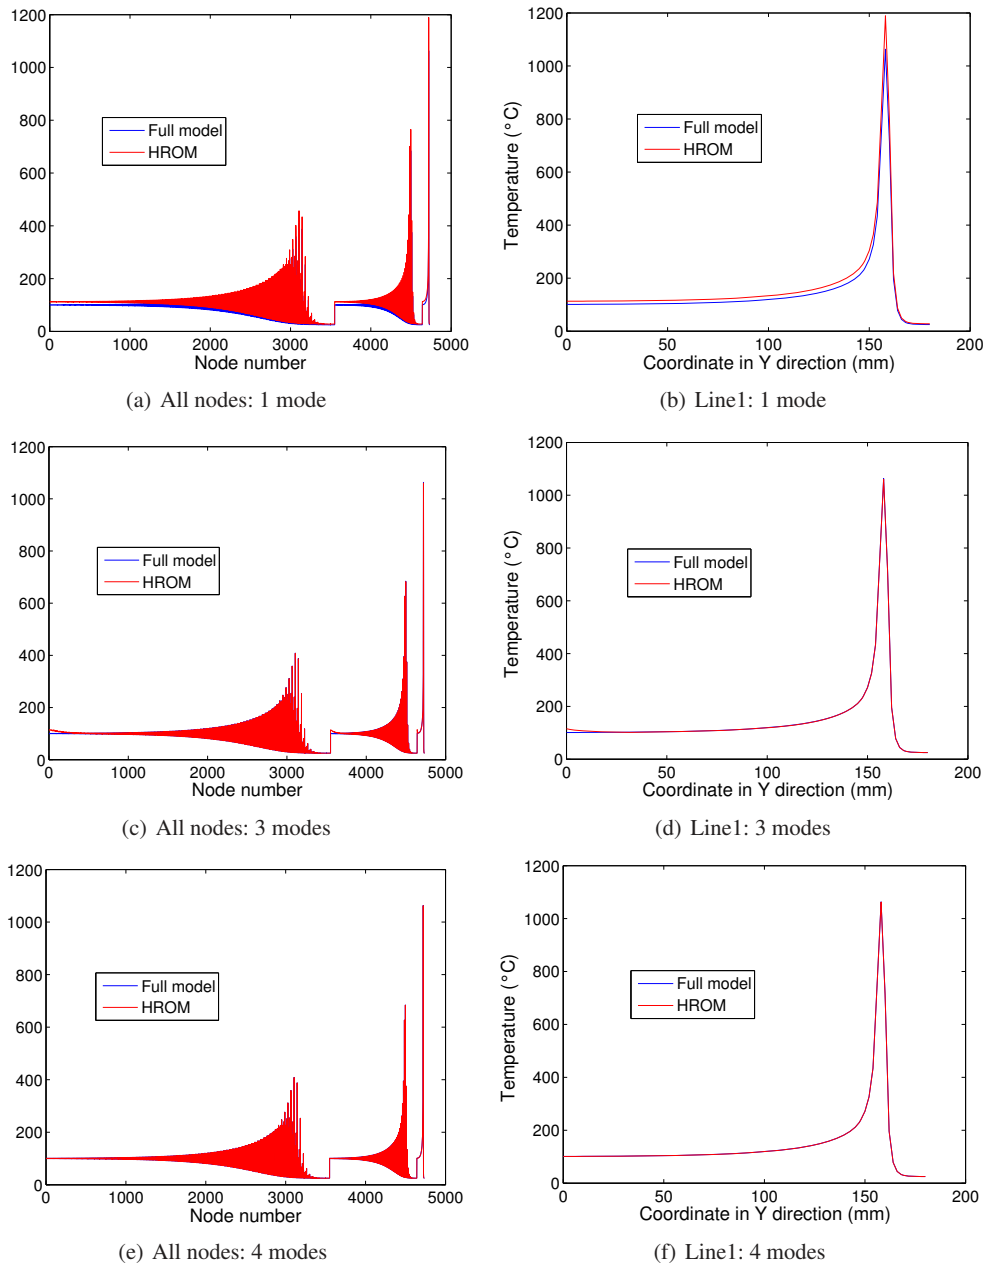 1200
1000
800
600
400
200
0
Full model
HROM
0 1000 2000 3000 4000 5000
Node number
(a) All nodes: 1 mode
Temperature (°C)
1200
1000
800
600
400
200
0
Full model
HROM
0 50 100 150 200
Coordinate in Y direction (mm)
(b) Line1: 1 mode
1200
1000
800
600
400
200
0
Full model
HROM
0 1000 2000 3000 4000 5000
Node number
(c) All nodes: 3 modes
Temperature (°C)
1200
1000
800
600
400
200
0
Full model
HROM
0 50 100 150 200
Coordinate in Y direction (mm)
(d) Line1: 3 modes
1200
1000
800
600
400
200
0
Full model
HROM
0 1000 2000 3000 4000 5000
Node number
(e) All nodes: 4 modes
Temperature (°C)
1200
1000
800
600
400
200
0
Full model
HROM
0 50 100 150 200
Coordinate in Y direction (mm)
(f) Line1: 4 modes